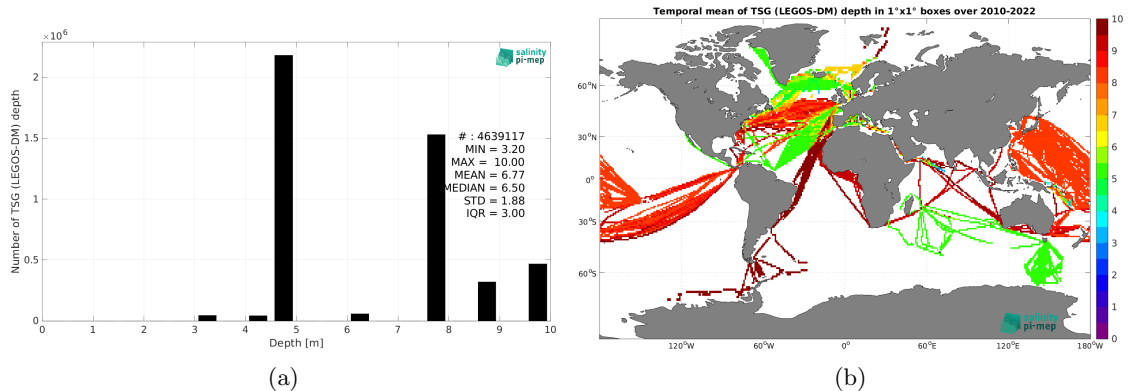 ×10^6
salinity
pi-mep
Number of TSG (LEGOS-DM) depth
2
1.5
1
0.5
0
# : 4639117
MIN = 3.20
MAX = 10.00
MEAN = 6.77
MEDIAN = 6.50
STD = 1.88
IQR = 3.00
0 1 2 3 4 5 6 7 8 9 10
Depth [m]
(a)
Temporal mean of TSG (LEGOS-DM) depth in 1°x1° boxes over 2010-2022
60°N
30°N
0°
30°S
60°S
120°W 60°W 0° 60°E 120°E 180°W
10
9
8
7
6
5
4
3
2
1
0
salinity
pi-mep
(b)